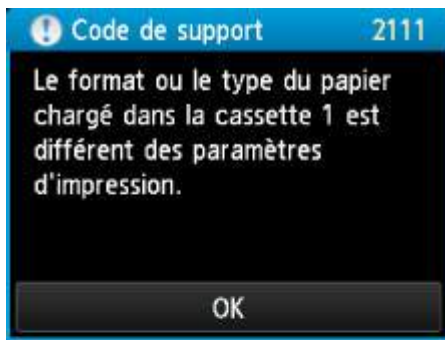 Code de support 2111
Le format ou le type du papier
chargé dans la cassette 1 est
différent des paramètres
d'impression.
OK